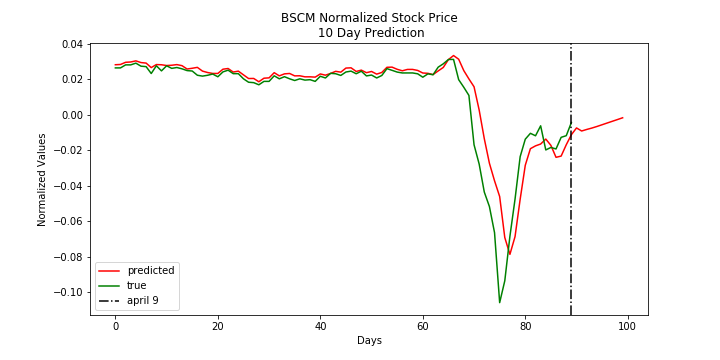 BSCM Normalized Stock Price
10 Day Prediction
Normalized Values
0.04
0.02
0.00
−0.02
−0.04
−0.06
−0.08
−0.10
predicted
true
april 9
0 20 40 60 80 100
Days